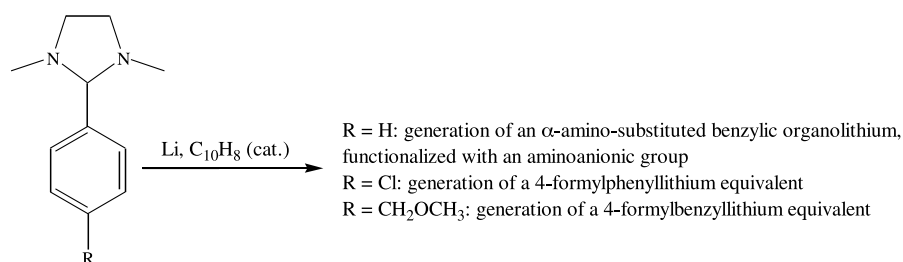 N
N
R
Li, C10H8 (cat.)
R = H: generation of an α-amino-substituted benzylic organolithium,
functionalized with an aminoanionic group
R = Cl: generation of a 4-formylphenyllithium equivalent
R = CH2OCH3: generation of a 4-formylbenzyllithium equivalent